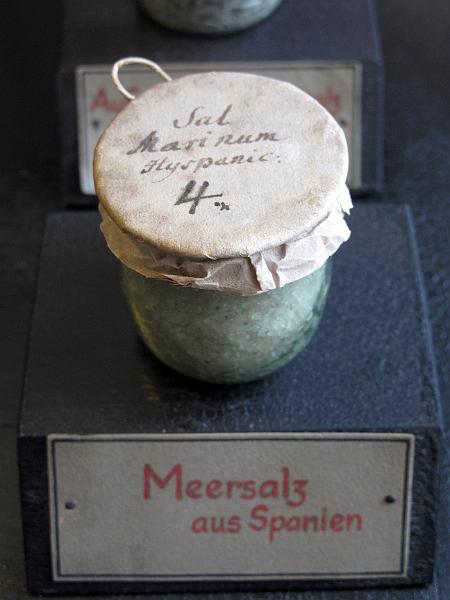 Sal
Marinum
Hyspanic:
4.
Meersalz
aus Spanien